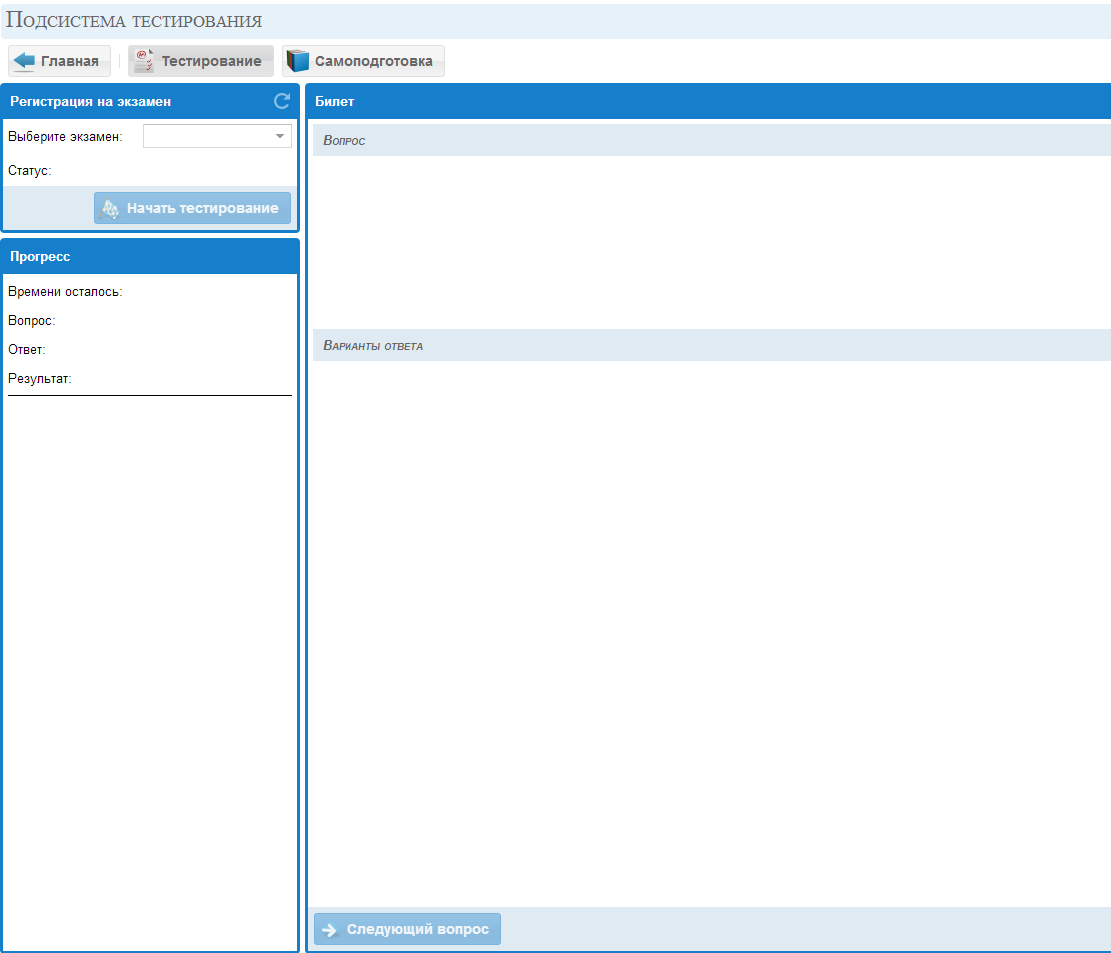 Подсистема тестирования
Главная
Тестирование
Самоподготовка
Регистрация на экзамен
Выберите экзамен:
Статус:
Начать тестирование
Прогресс
Времени осталось:
Вопрос:
Ответ:
Результат:
Билет
Вопрос
Варианты ответа
Следующий вопрос